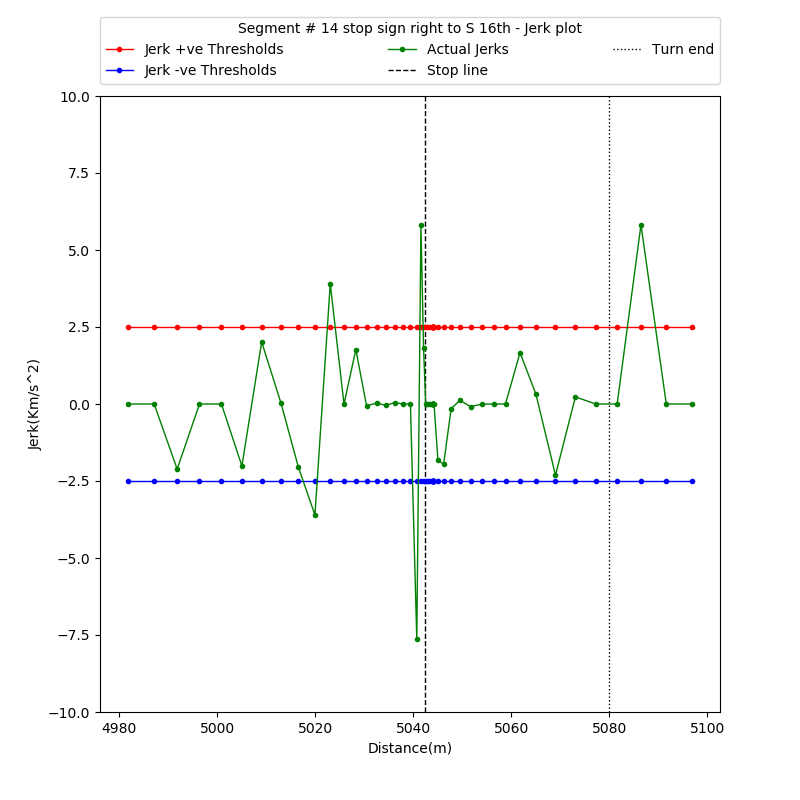 Segment # 14 stop sign right to S 16th - Jerk plot
Jerk +ve Thresholds
Jerk -ve Thresholds
Actual Jerks
Stop line
Turn end
10.0
7.5
5.0
2.5
0.0
−2.5
−5.0
−7.5
−10.0
Jerk(Km/s^2)
4980 5000 5020 5040 5060 5080 5100
Distance(m)